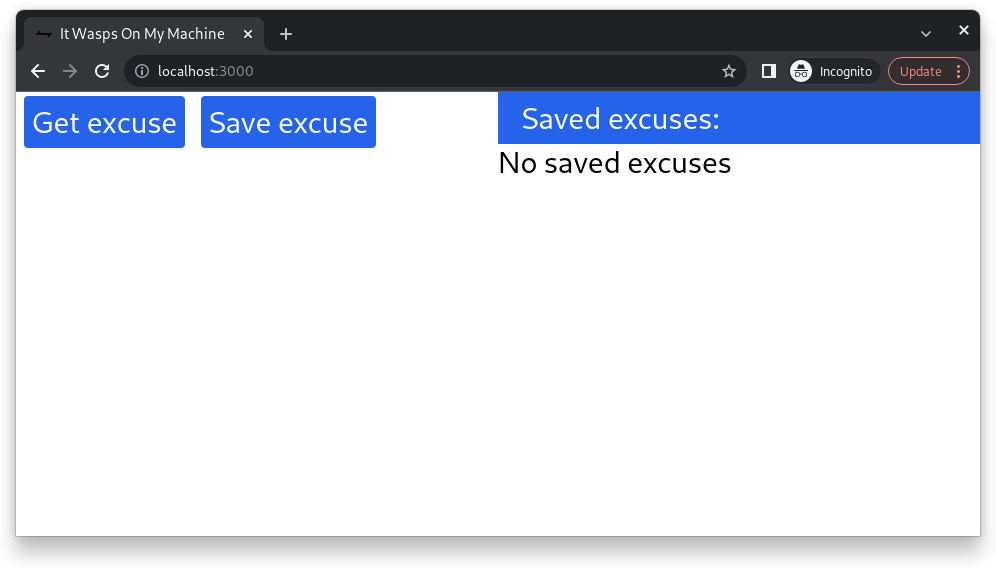 It Wasps On My Machine
localhost:3000
Incognito
Update
Get excuse
Save excuse
Saved excuses:
No saved excuses